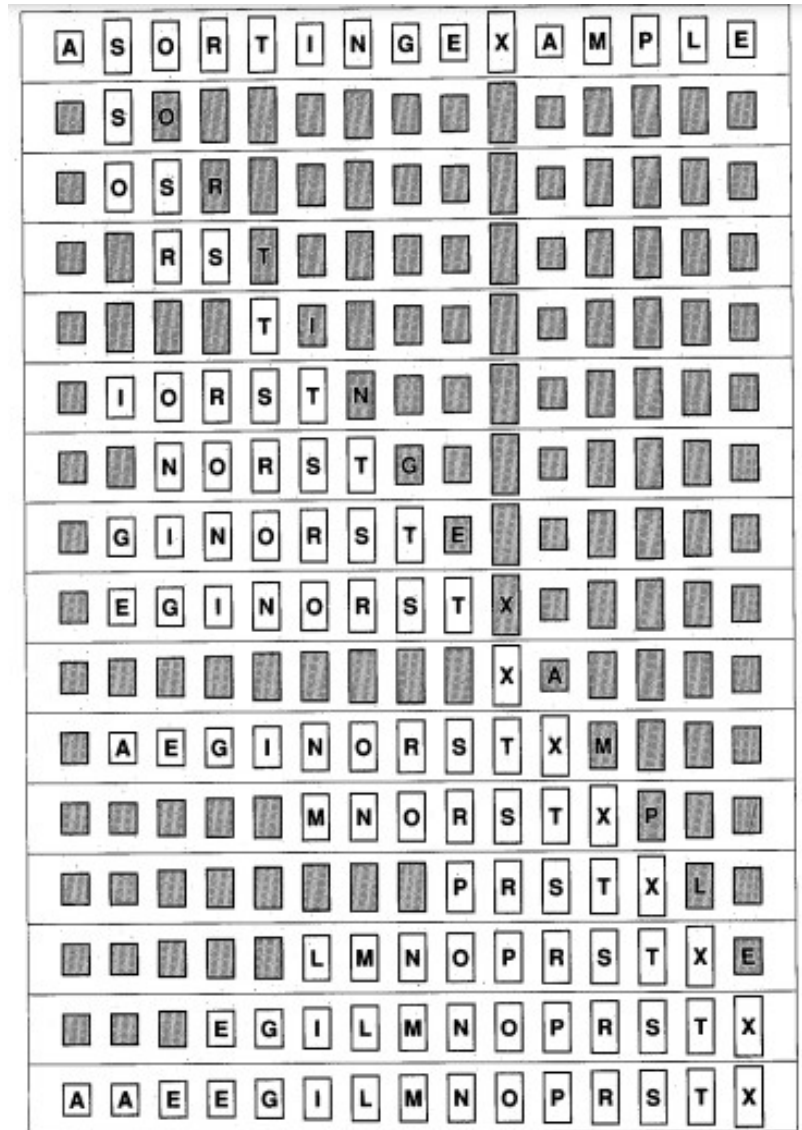 A S O R T I N G E X A M P L E
S O
O S R
R S T
T I
I O R S T N
N O R S T G
G I N O R S T E
E G I N O R S T X
X A
A E G I N O R S T X M
M N O R S T X P
P R S T X L
L M N O P R S T X E
E G I L M N O P R S T X
A A E E G I L M N O P R S T X